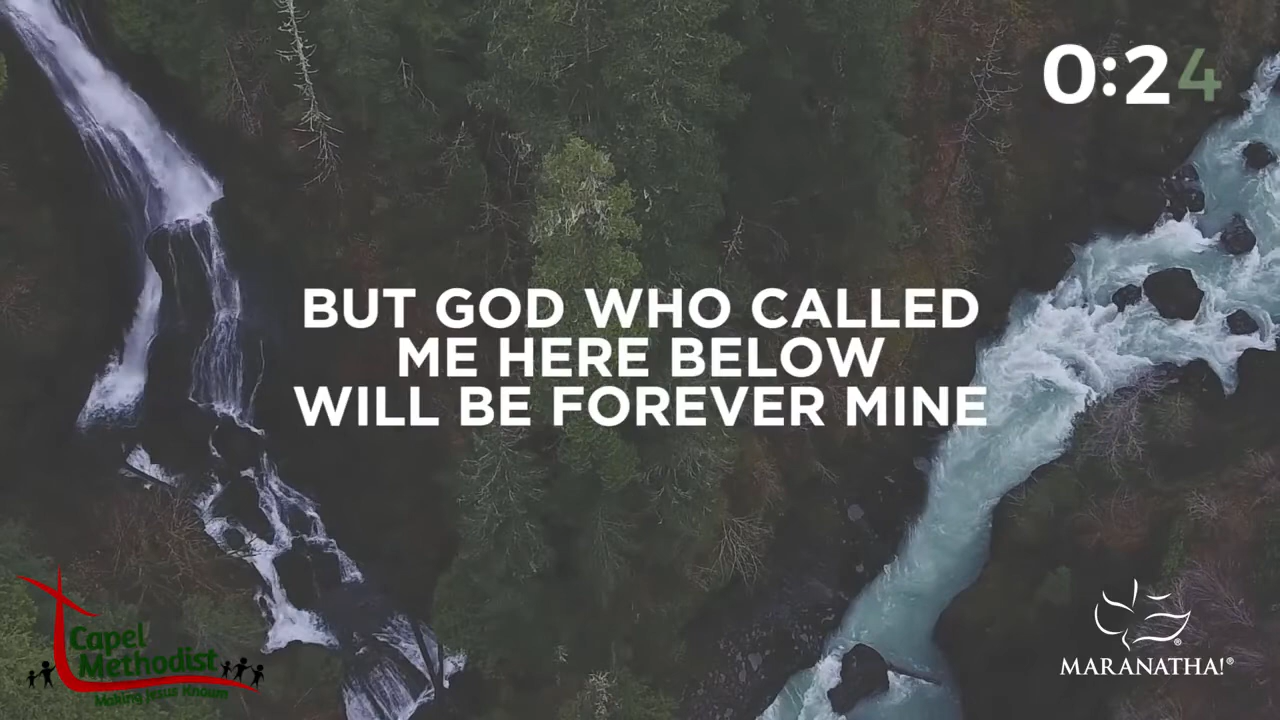 0:24
BUT GOD WHO CALLED
ME HERE BELOW
WILL BE FOREVER MINE
Capel
Methodist
Making Jesus Known
MARANATHA!®